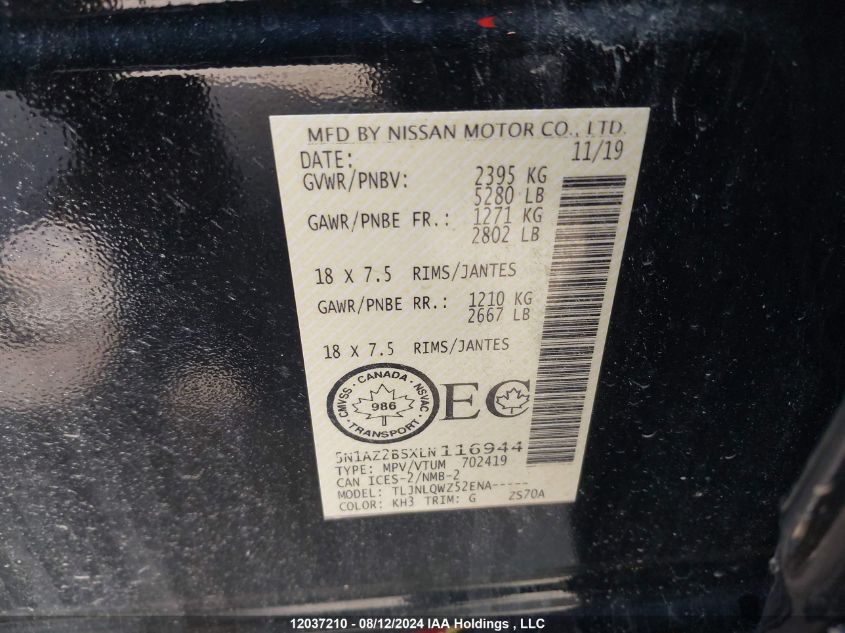 MFD BY NISSAN MOTOR CO., LTD.
DATE: 11/19
GVWR/PNBV: 2395 KG
5280 LB
GAWR/PNBE FR.: 1271 KG
2802 LB
18 X 7.5 RIMS/JANTES
GAWR/PNBE RR.: 1210 KG
2667 LB
18 X 7.5 RIMS/JANTES
CANADA
CMVSS 986 NSVAC
TRANSPORT
EC
5N1AZ2BSXLN116944
TYPE: MPV/VTUM 702419
CAN ICES-2/NMB-2
MODEL: TLJNLQWZ52ENA-----
COLOR: KH3 TRIM: G ZS70A
12037210 - 08/12/2024 IAA Holdings , LLC